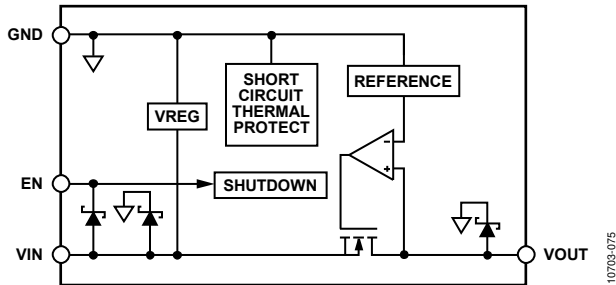 GND
SHORT
CIRCUIT
THERMAL
PROTECT
REFERENCE
VREG
-
+
EN
SHUTDOWN
VIN
VOUT
10703-075